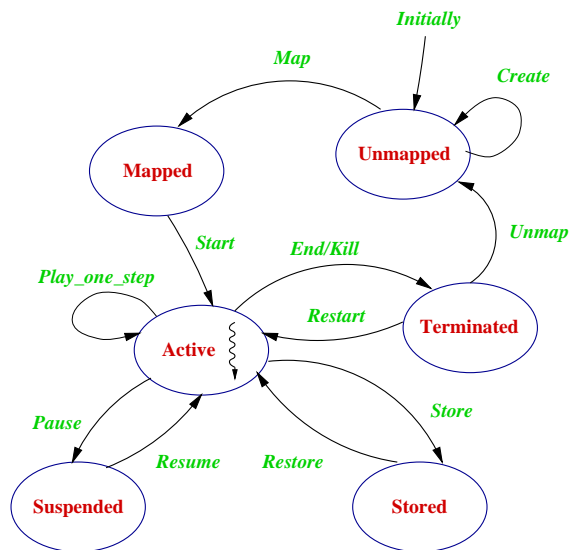 Initially
Map
Create
Mapped
Unmapped
Start
End/Kill
Unmap
Play_one_step
Restart
Terminated
Active
Store
Pause
Resume
Restore
Suspended
Stored